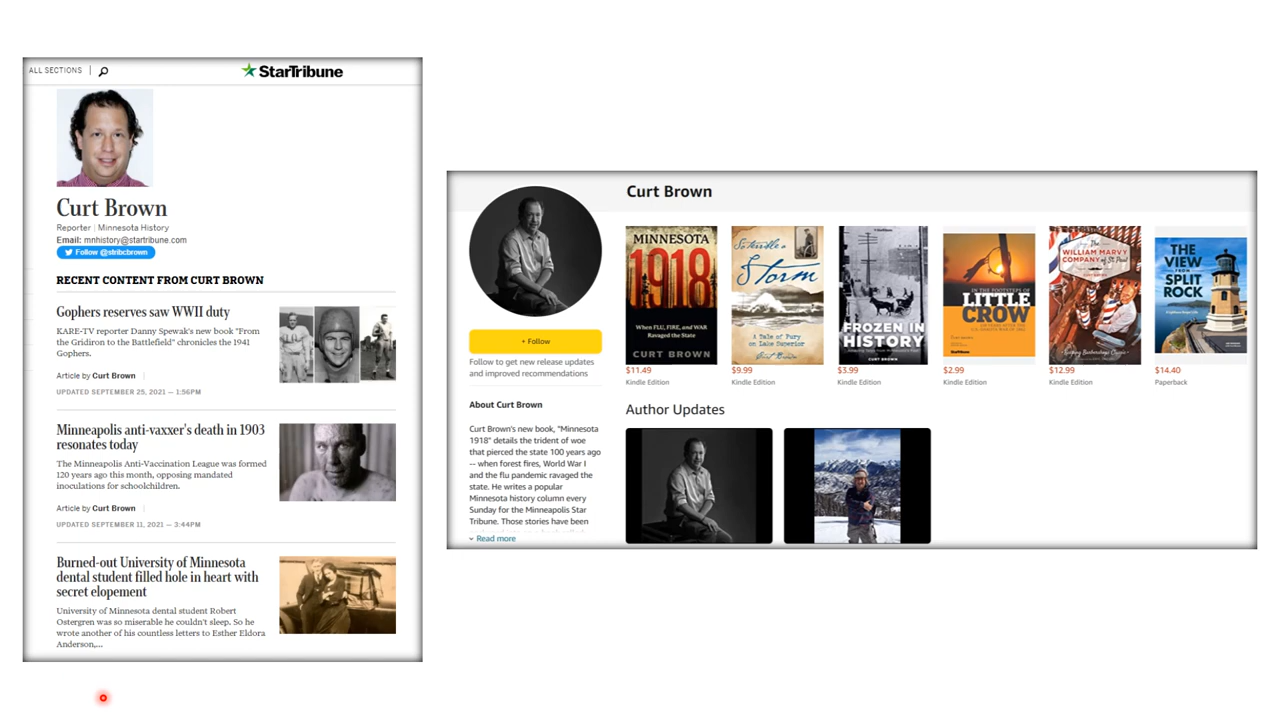 ALL SECTIONS
StarTribune
Curt Brown
Reporter | Minnesota History
Email: mnhistory@startribune.com
Follow @stribcbrown
RECENT CONTENT FROM CURT BROWN
Gophers reserves saw WWII duty
KARE-TV reporter Danny Spewak's new book "From
the Gridiron to the Battlefield" chronicles the 1941
Gophers.
Article by Curt Brown
UPDATED SEPTEMBER 25, 2021 — 1:56PM
Minneapolis anti-vaxxer's death in 1903
resonates today
The Minneapolis Anti-Vaccination League was formed
120 years ago this month, opposing mandated
inoculations for schoolchildren.
Article by Curt Brown
UPDATED SEPTEMBER 11, 2021 — 3:44PM
Burned-out University of Minnesota
dental student filled hole in heart with
secret elopement
University of Minnesota dental student Robert
Ostergren was so miserable he couldn't sleep. So he
wrote another of his countless letters to Esther Eldora
Anderson,...
Curt Brown
+ Follow
Follow to get new release updates
and improved recommendations
About Curt Brown
Curt Brown's new book, "Minnesota
1918" details the trident of woe
that pierced the state 100 years ago
-- when forest fires, World War I
and the flu pandemic ravaged the
state. He writes a popular
Minnesota history column every
Sunday for the Minneapolis Star
Tribune. Those stories have been
Read more
MINNESOTA
1918
When FLU, FIRE, and WAR
Ravaged the State
CURT BROWN
$11.49
Kindle Edition
So Terrible a
Storm
A Tale of Fury
on Lake Superior
Curt Brown
$9.99
Kindle Edition
FROZEN IN
HISTORY
CURT BROWN
$3.99
Kindle Edition
IN THE FOOTSTEPS OF
LITTLE
CROW
StarTribune
$2.99
Kindle Edition
The
WILLIAM MARVY
COMPANY of St. Paul
$12.99
Kindle Edition
THE
VIEW
FROM
SPLIT
ROCK
$14.40
Paperback
Author Updates